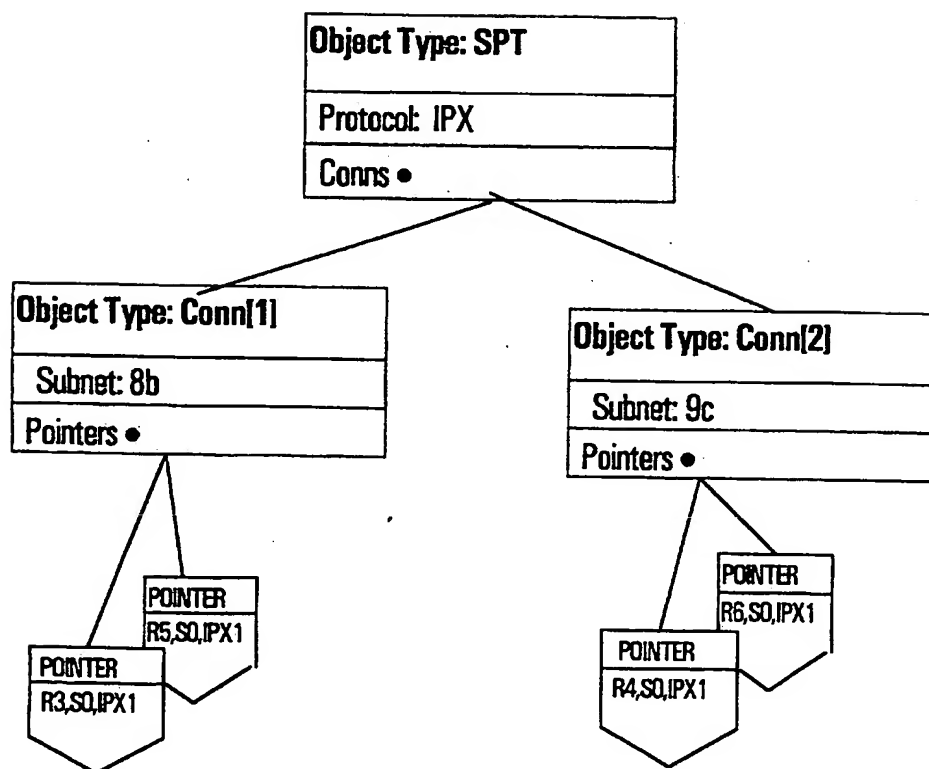 Object Type: SPT
Protocol: IPX
Conns •
Object Type: Conn[1]
Subnet: 8b
Pointers •
Object Type: Conn[2]
Subnet: 9c
Pointers •
POINTER
R5,S0,IPX1
POINTER
R3,S0,IPX1
POINTER
R6,S0,IPX1
POINTER
R4,S0,IPX1